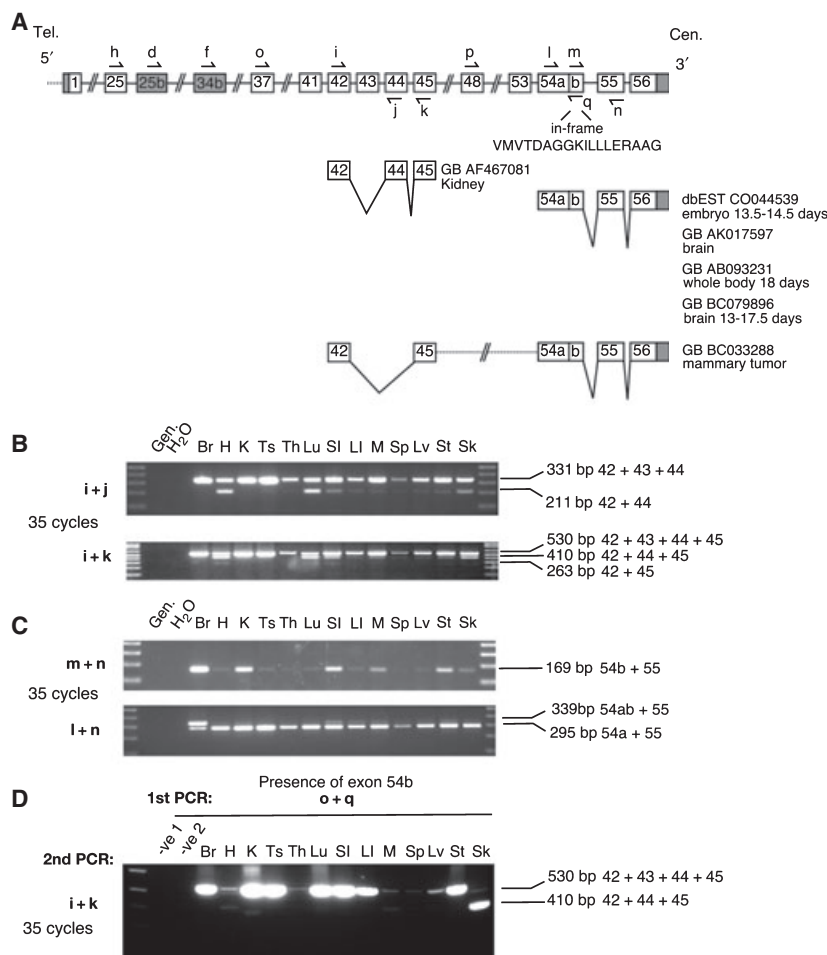 A
Tel.
5′
h d f o i p l m
Cen.
3′
1 25 25b 34b 37 41 42 43 44 45 48 53 54a b 55 56
j k q n
in-frame
VMVTDAGGKILLLERAAG
42 44 45 GB AF467081
Kidney
54a b 55 56 dbEST CO044539
embryo 13.5-14.5 days
GB AK017597
brain
GB AB093231
whole body 18 days
GB BC079896
brain 13-17.5 days
42 45 54a b 55 56 GB BC033288
mammary tumor
B
Gen. H2O Br H K Ts Th Lu SI LI M Sp Lv St Sk
i + j
331 bp 42 + 43 + 44
211 bp 42 + 44
35 cycles
i + k
530 bp 42 + 43 + 44 + 45
410 bp 42 + 44 + 45
263 bp 42 + 45
C
Gen. H2O Br H K Ts Th Lu SI LI M Sp Lv St Sk
m + n
169 bp 54b + 55
35 cycles
l + n
339bp 54ab + 55
295 bp 54a + 55
D
Presence of exon 54b
1st PCR: o + q
2nd PCR: -ve 1 -ve 2 Br H K Ts Th Lu SI LI M Sp Lv St Sk
i + k
530 bp 42 + 43 + 44 + 45
410 bp 42 + 44 + 45
35 cycles